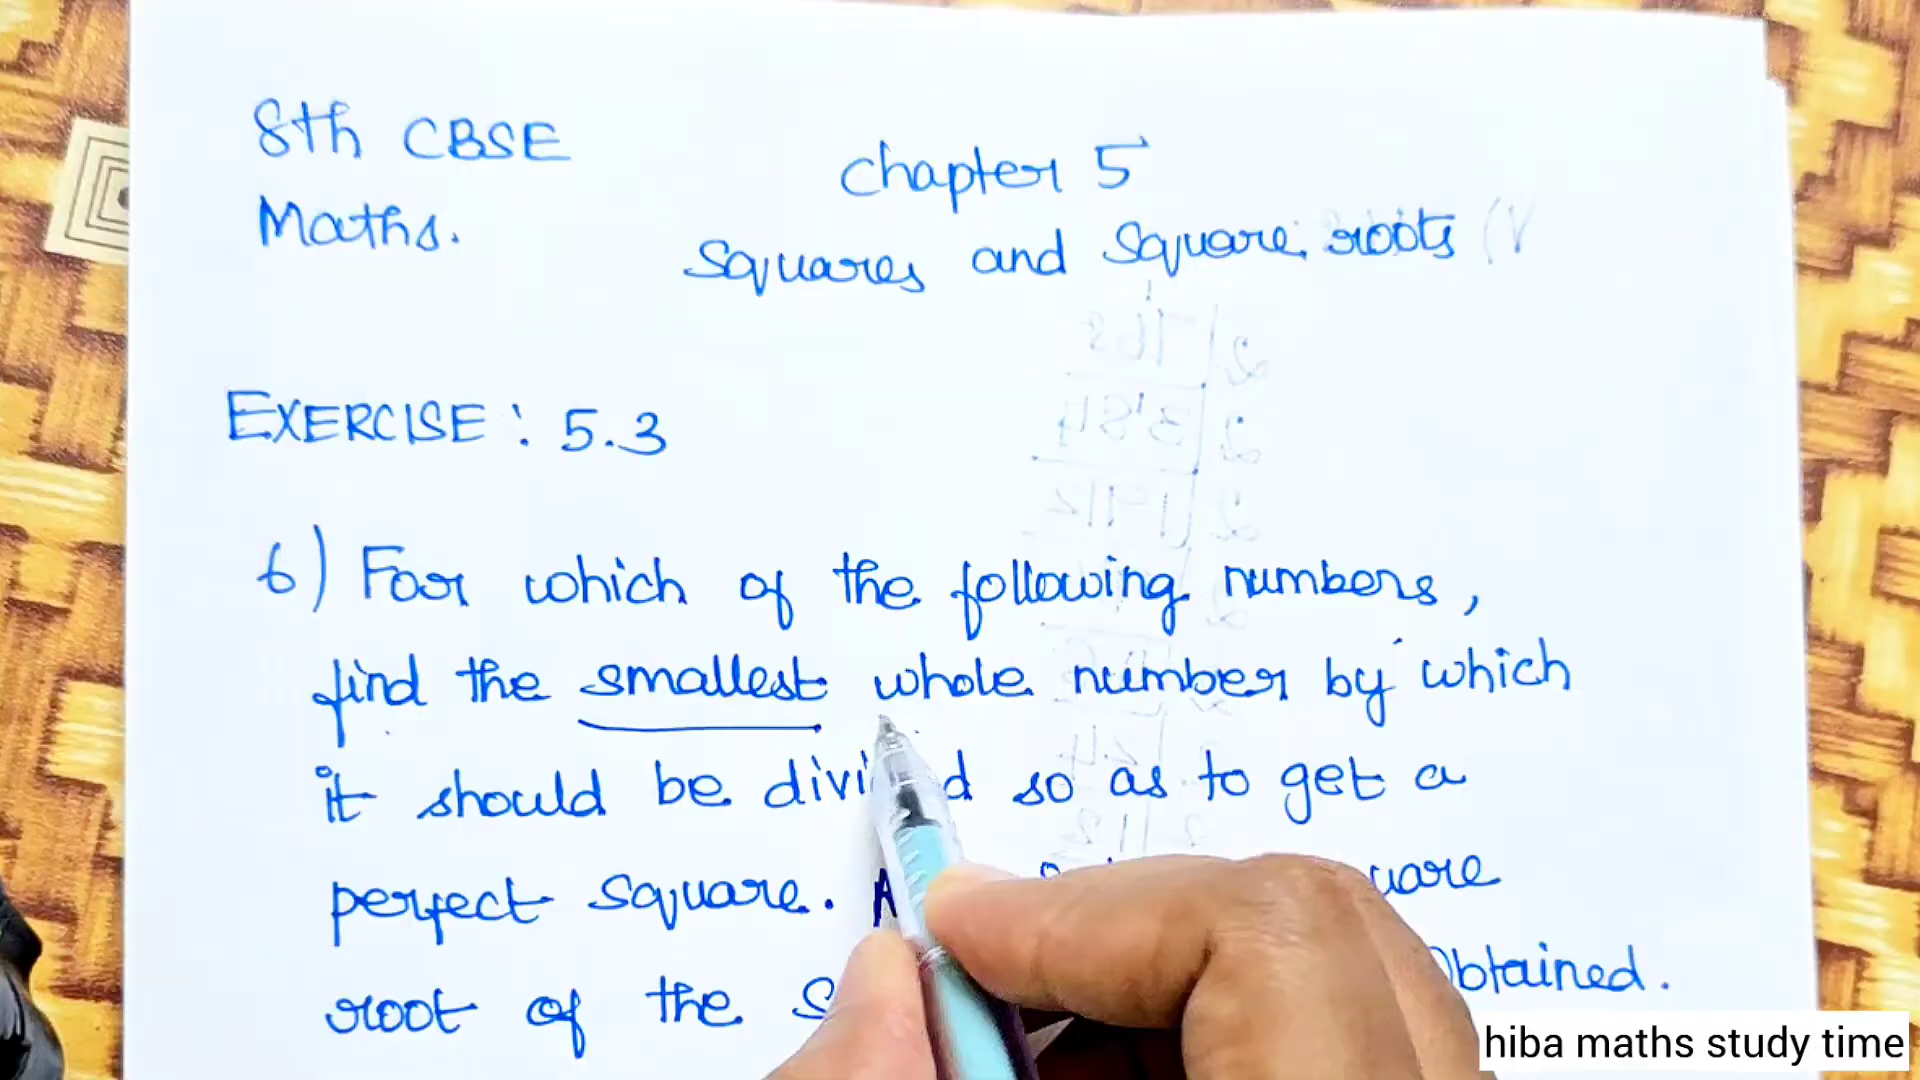 8th CBSE
Maths.
Chapter 5
Squares and Square roots
EXERCISE: 5.3
6) For which of the following numbers,
find the smallest whole number by which
it should be divided so as to get a
perfect square.
root of the
obtained.
hiba maths study time